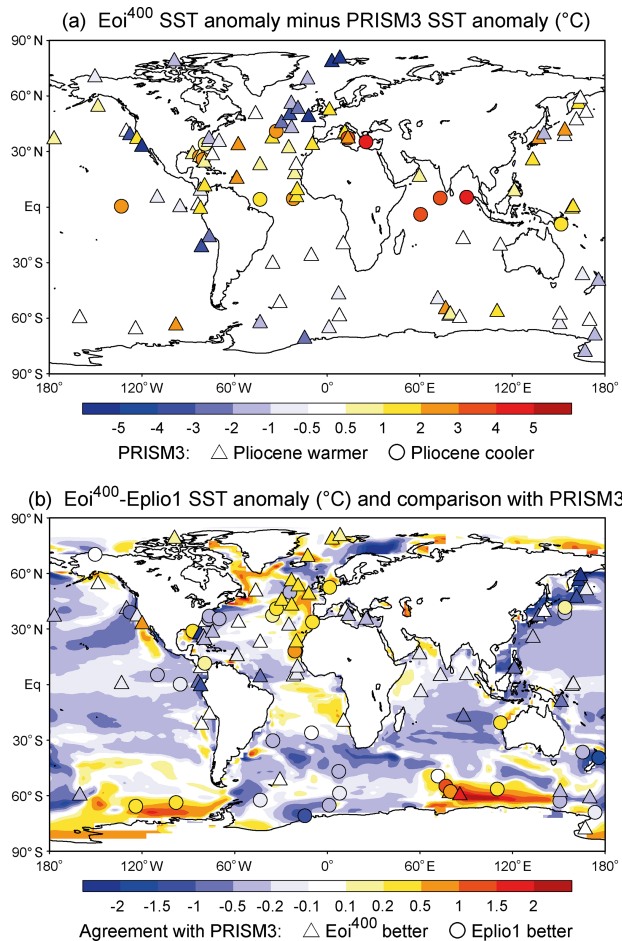 (a) Eoi⁴⁰⁰ SST anomaly minus PRISM3 SST anomaly (°C)
90°N
60°N
30°N
Eq
30°S
60°S
90°S
180° 120°W 60°W 0° 60°E 120°E 180°
-5 -4 -3 -2 -1 0.5 1 2 3 4 5
PRISM3: △ Pliocene warmer ○ Pliocene cooler
(b) Eoi⁴⁰⁰-Eplio1 SST anomaly (°C) and comparison with PRISM3
90°N
60°N
30°N
Eq
30°S
60°S
90°S
180° 120°W 60°W 0° 60°E 120°E 180°
-2 -1.5 -1 -0.5 -0.2 -0.1 0.1 0.2 0.5 1 1.5 2
Agreement with PRISM3: △ Eoi⁴⁰⁰ better ○ Eplio1 better